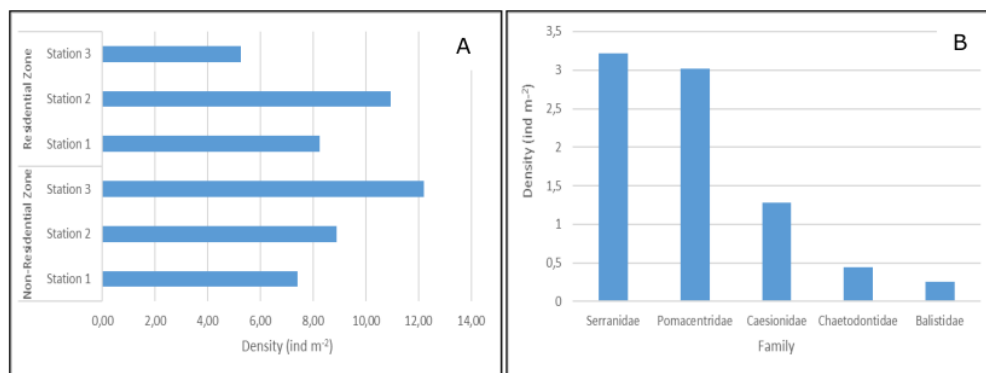 A
Residential Zone
Station 3
Station 2
Station 1
Non-Residential Zone
Station 3
Station 2
Station 1
0,00 2,00 4,00 6,00 8,00 10,00 12,00 14,00
Density (ind m⁻²)
B
Density (ind m⁻²)
3,5
3
2,5
2
1,5
1
0,5
0
Serranidae Pomacentridae Caesionidae Chaetodontidae Balistidae
Family